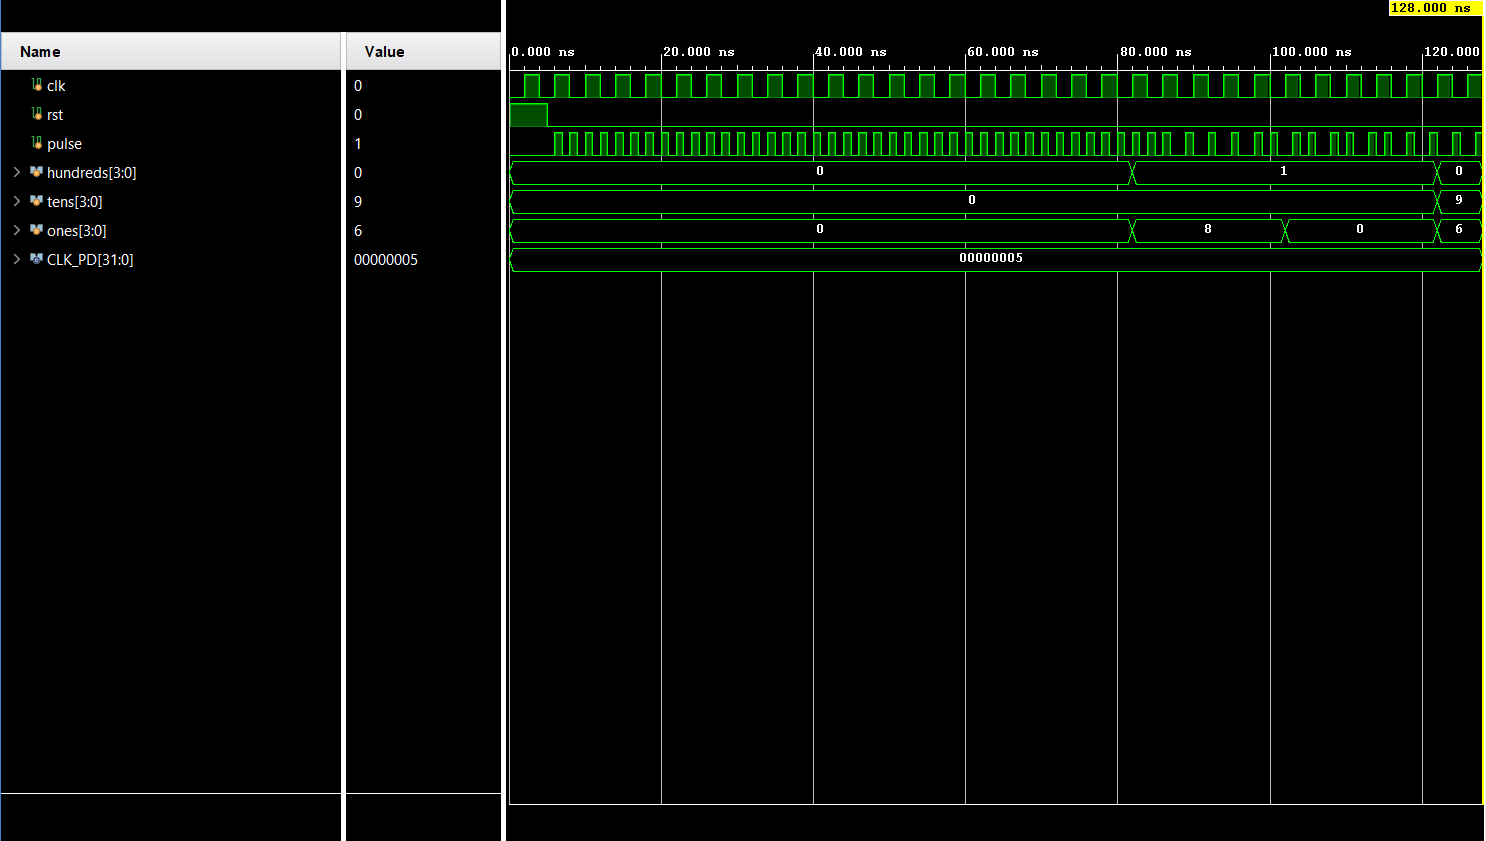 128.000 ns
Name Value
0.000 ns 20.000 ns 40.000 ns 60.000 ns 80.000 ns 100.000 ns 120.000
clk 0
rst 0
pulse 1
hundreds[3:0] 0 0 1 0
tens[3:0] 9 0 9
ones[3:0] 6 0 8 0 6
CLK_PD[31:0] 00000005 00000005